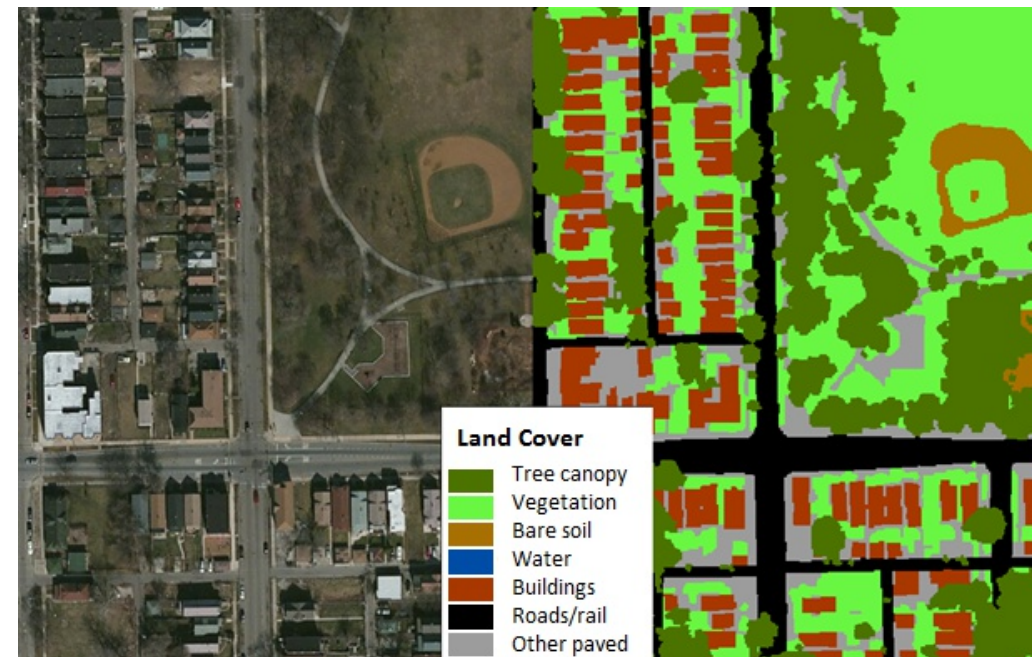 Land Cover
Tree canopy
Vegetation
Bare soil
Water
Buildings
Roads/rail
Other paved